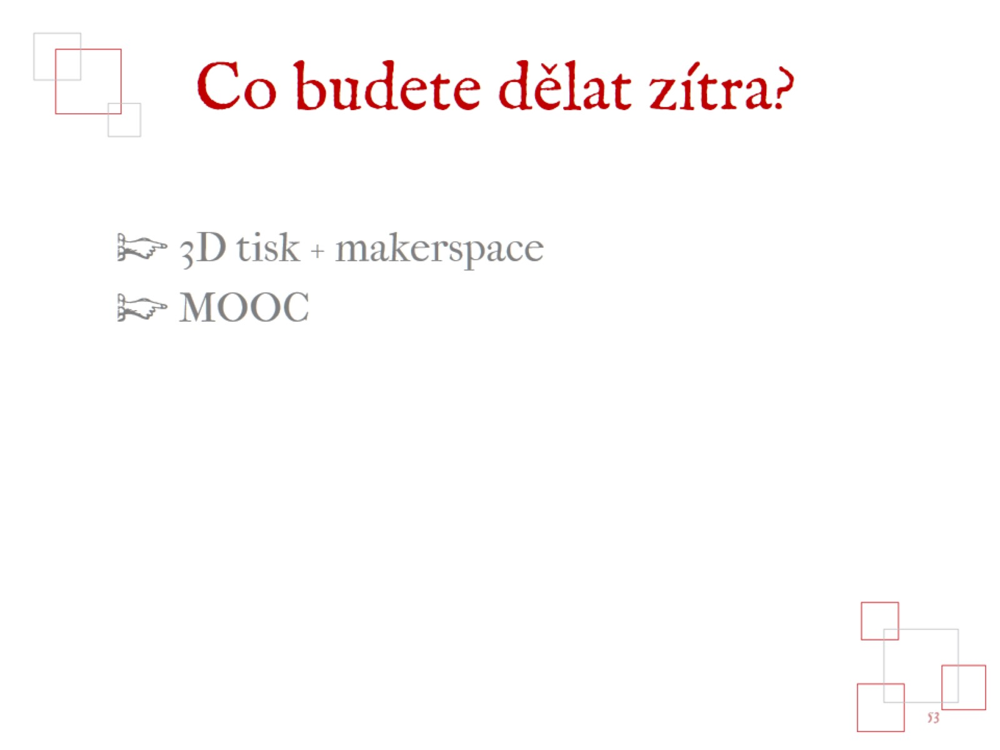 Co budete dělat zítra?
☞ 3D tisk + makerspace
☞ MOOC
53